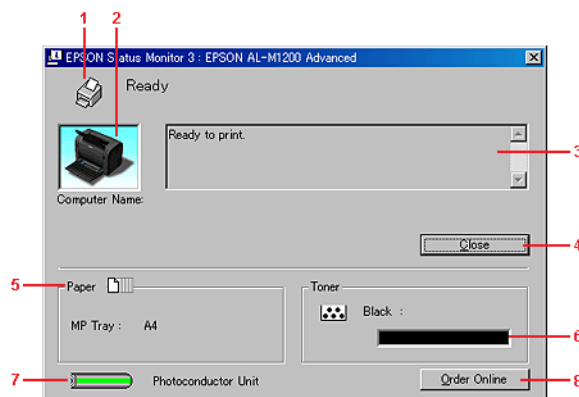 1 2
EPSON Status Monitor 3 : EPSON AL-M1200 Advanced
Ready
Ready to print.
3
Computer Name:
Close 4
5 Paper
Toner
MP Tray : A4
Black :
6
7 Photoconductor Unit
Order Online 8